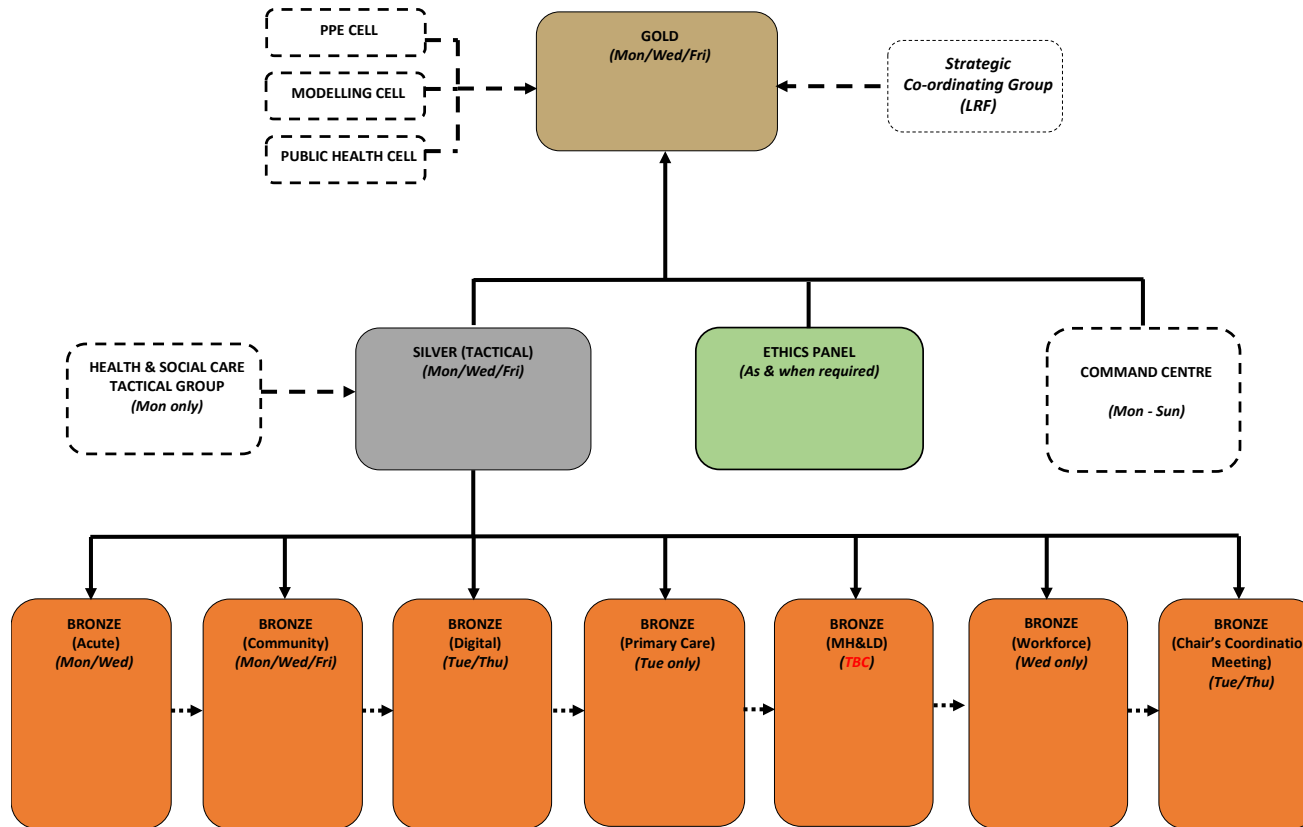 PPE CELL
MODELLING CELL
PUBLIC HEALTH CELL
GOLD
(Mon/Wed/Fri)
Strategic
Co-ordinating Group
(LRF)
HEALTH & SOCIAL CARE
TACTICAL GROUP
(Mon only)
SILVER (TACTICAL)
(Mon/Wed/Fri)
ETHICS PANEL
(As & when required)
COMMAND CENTRE
(Mon - Sun)
BRONZE
(Acute)
(Mon/Wed)
BRONZE
(Community)
(Mon/Wed/Fri)
BRONZE
(Digital)
(Tue/Thu)
BRONZE
(Primary Care)
(Tue only)
BRONZE
(MH&LD)
(TBC)
BRONZE
(Workforce)
(Wed only)
BRONZE
(Chair's Coordinatio
Meeting)
(Tue/Thu)